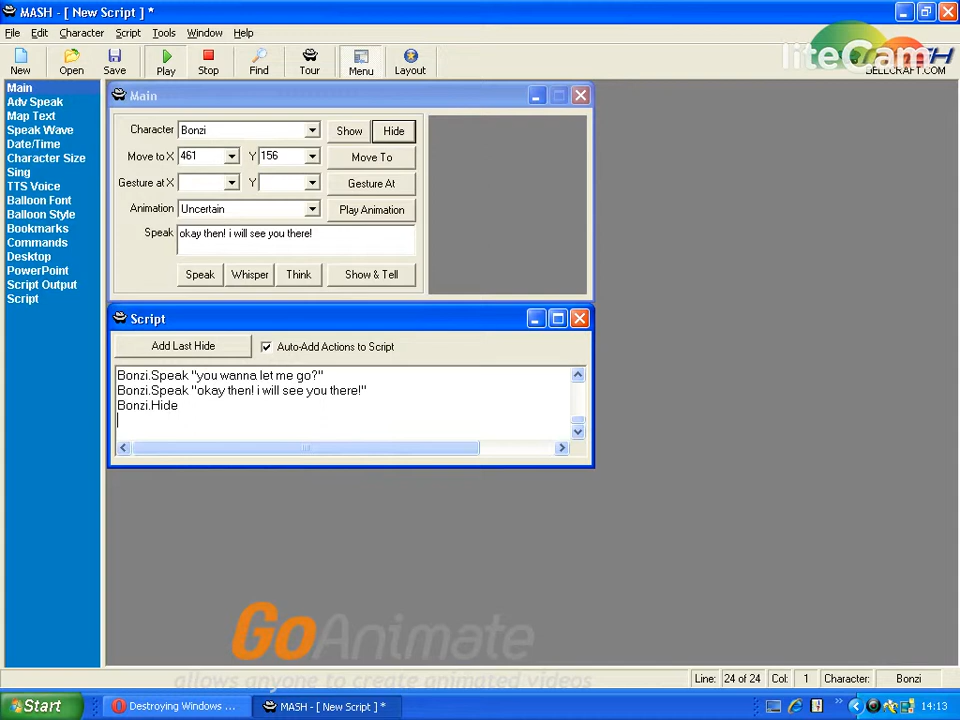 MASH - [ New Script ] *
File Edit Character Script Tools Window Help
New Open Save Play Stop Find Tour Menu Layout
liteCam
BELLCRAFT.COM
Main
Adv Speak
Map Text
Speak Wave
Date/Time
Character Size
Sing
TTS Voice
Balloon Font
Balloon Style
Bookmarks
Commands
Desktop
PowerPoint
Script Output
Script
Main
Character Bonzi Show Hide
Move to X 461 Y 156 Move To
Gesture at X Y Gesture At
Animation Uncertain Play Animation
Speak okay then! i will see you there!
Speak Whisper Think Show & Tell
Script
Add Last Hide Auto-Add Actions to Script
Bonzi.Speak "you wanna let me go?"
Bonzi.Speak "okay then! i will see you there!"
Bonzi.Hide
GoAnimate
allows anyone to create animated videos
Line: 24 of 24 Col: 1 Character: Bonzi
Start Destroying Windows ... MASH - [ New Script ] * 14:13